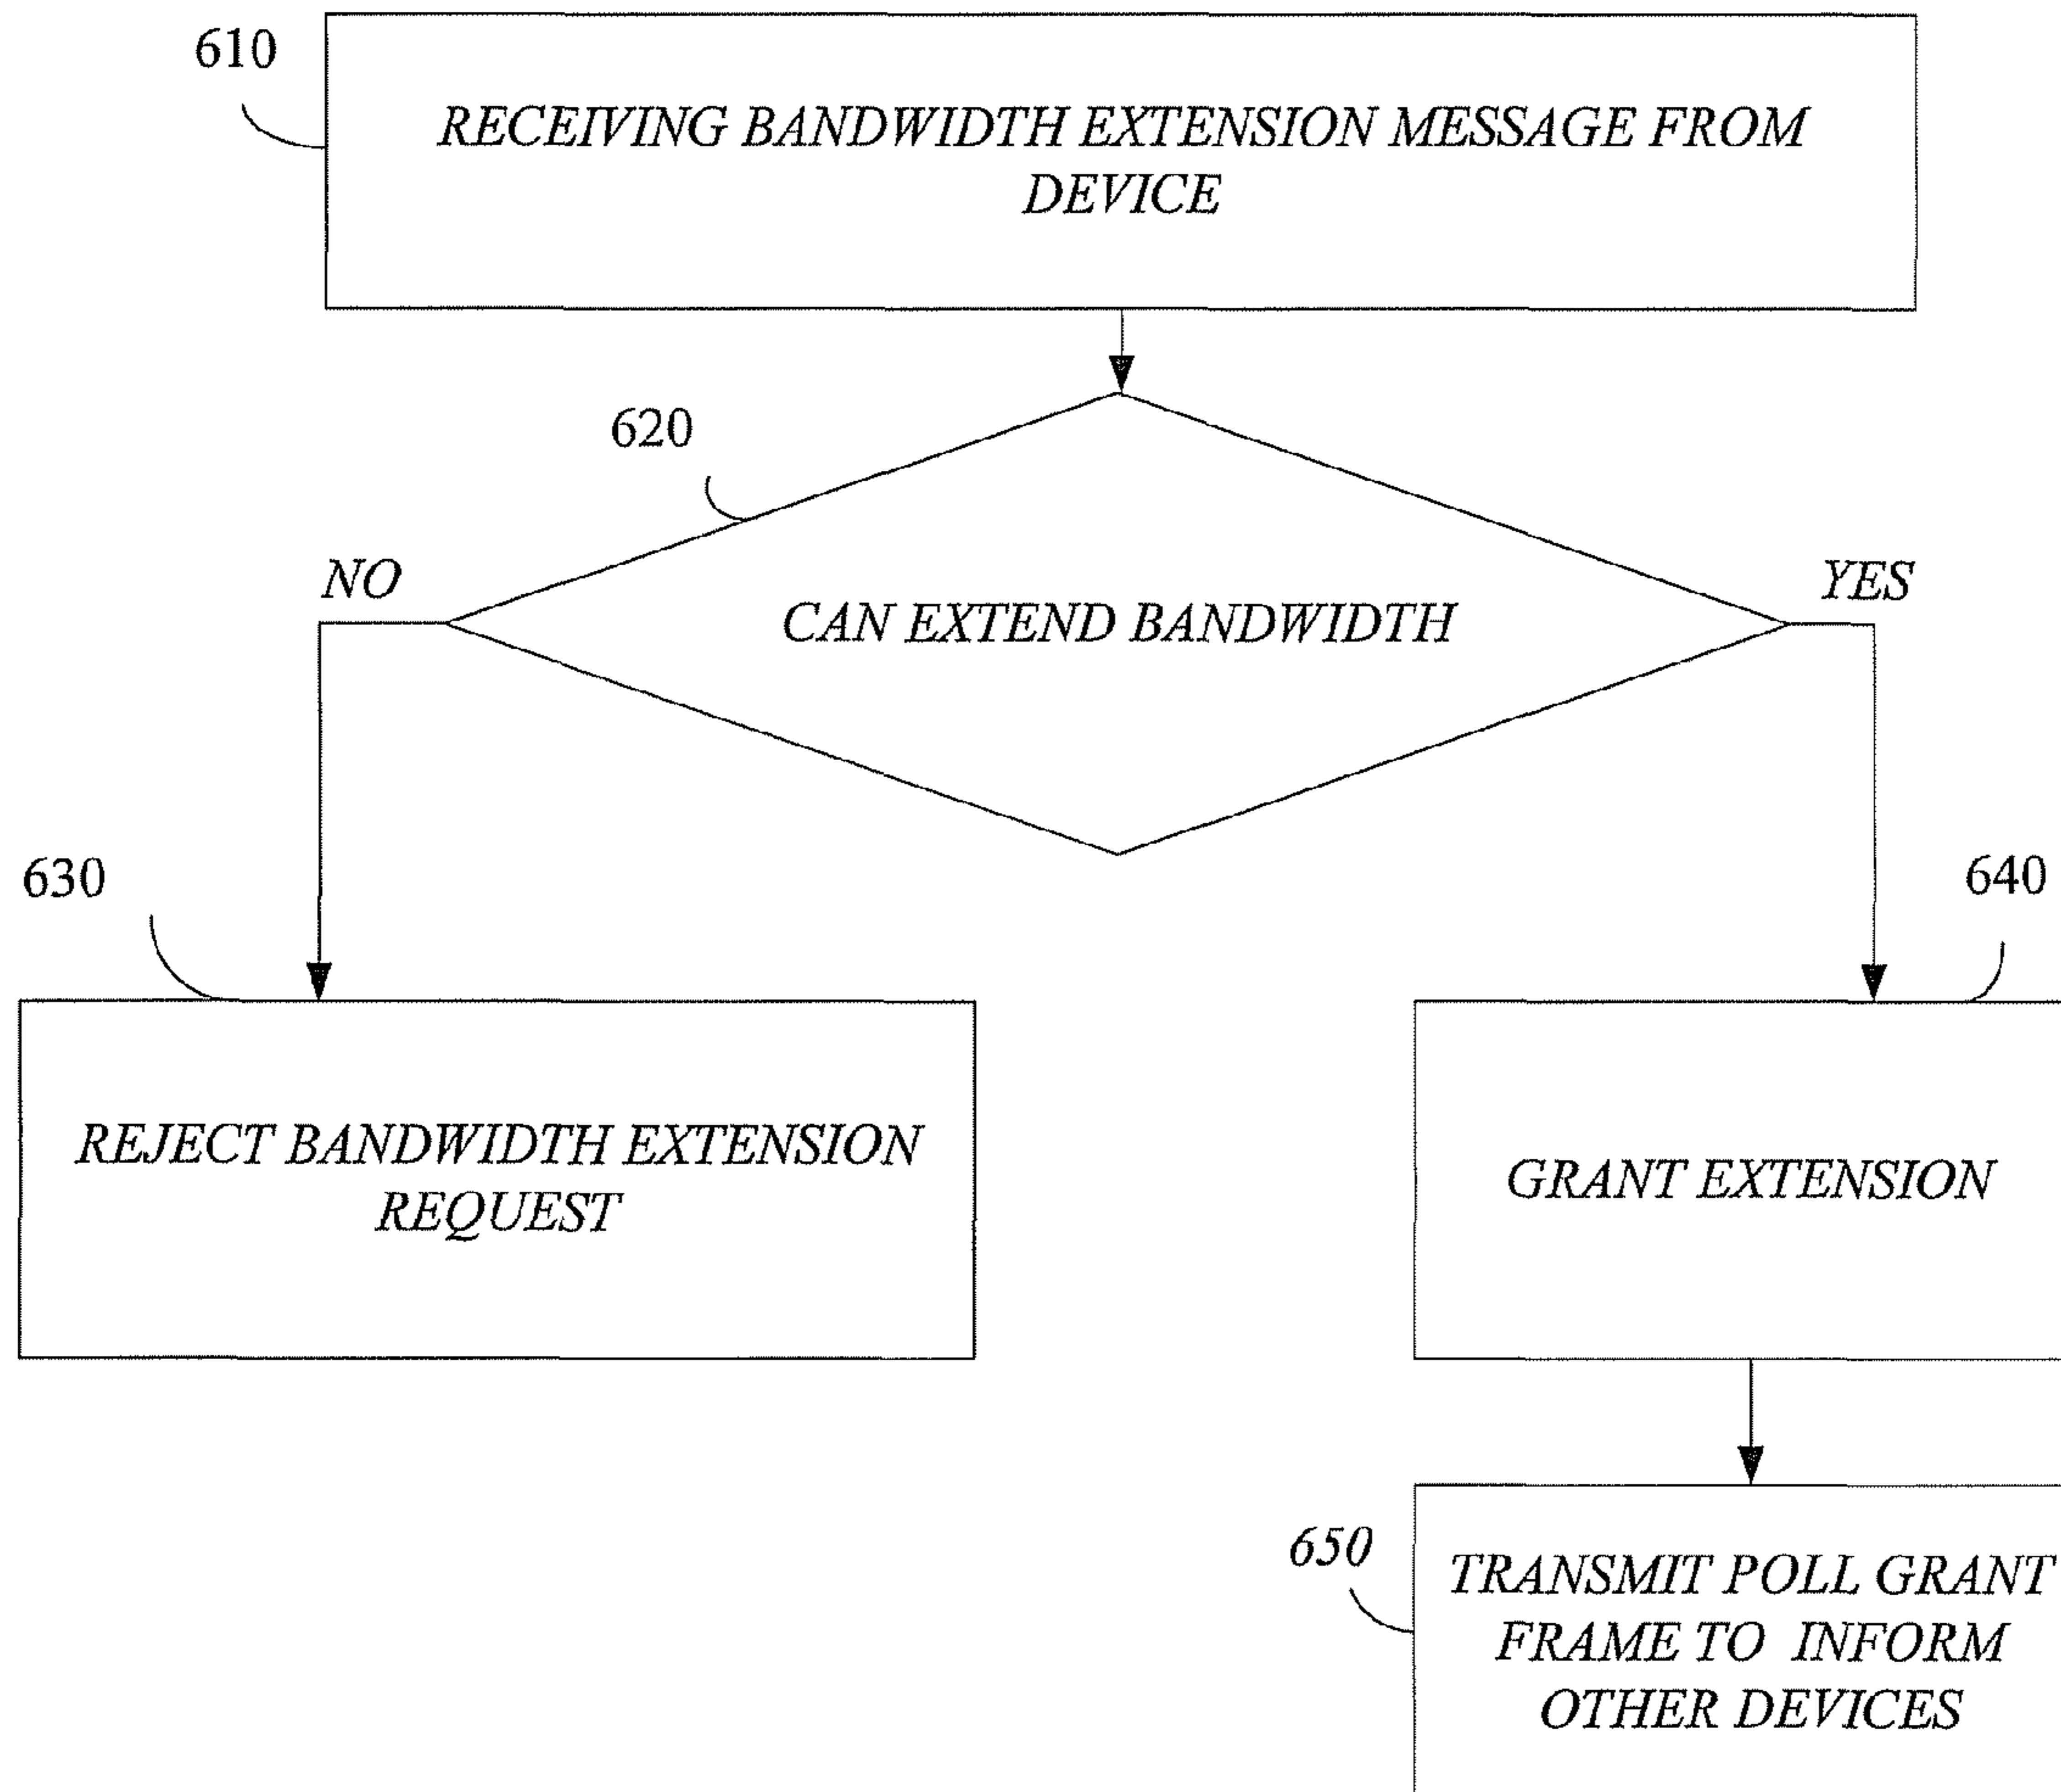 610
RECEIVING BANDWIDTH EXTENSION MESSAGE FROM
DEVICE
620
NO
YES
CAN EXTEND BANDWIDTH
630
640
REJECT BANDWIDTH EXTENSION
REQUEST
GRANT EXTENSION
650
TRANSMIT POLL GRANT
FRAME TO INFORM
OTHER DEVICES